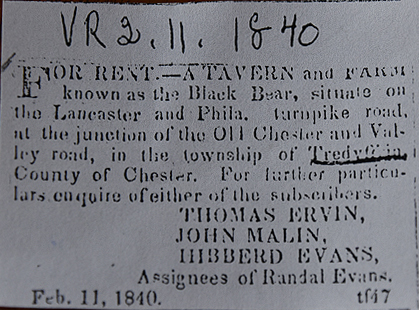 VR 2.11.1840
FOR RENT.—A TAVERN and FARM
known as the Black Bear, situate on
the Lancaster and Phila. turnpike road,
at the junction of the Old Chester and Val-
ley road, in the township of Tredyffrin,
County of Chester. For further particu-
lars enquire of either of the subscribers.
THOMAS ERVIN,
JOHN MALIN,
HIBBERD EVANS,
Assignees of Randal Evans.
Feb. 11, 1840. tf47